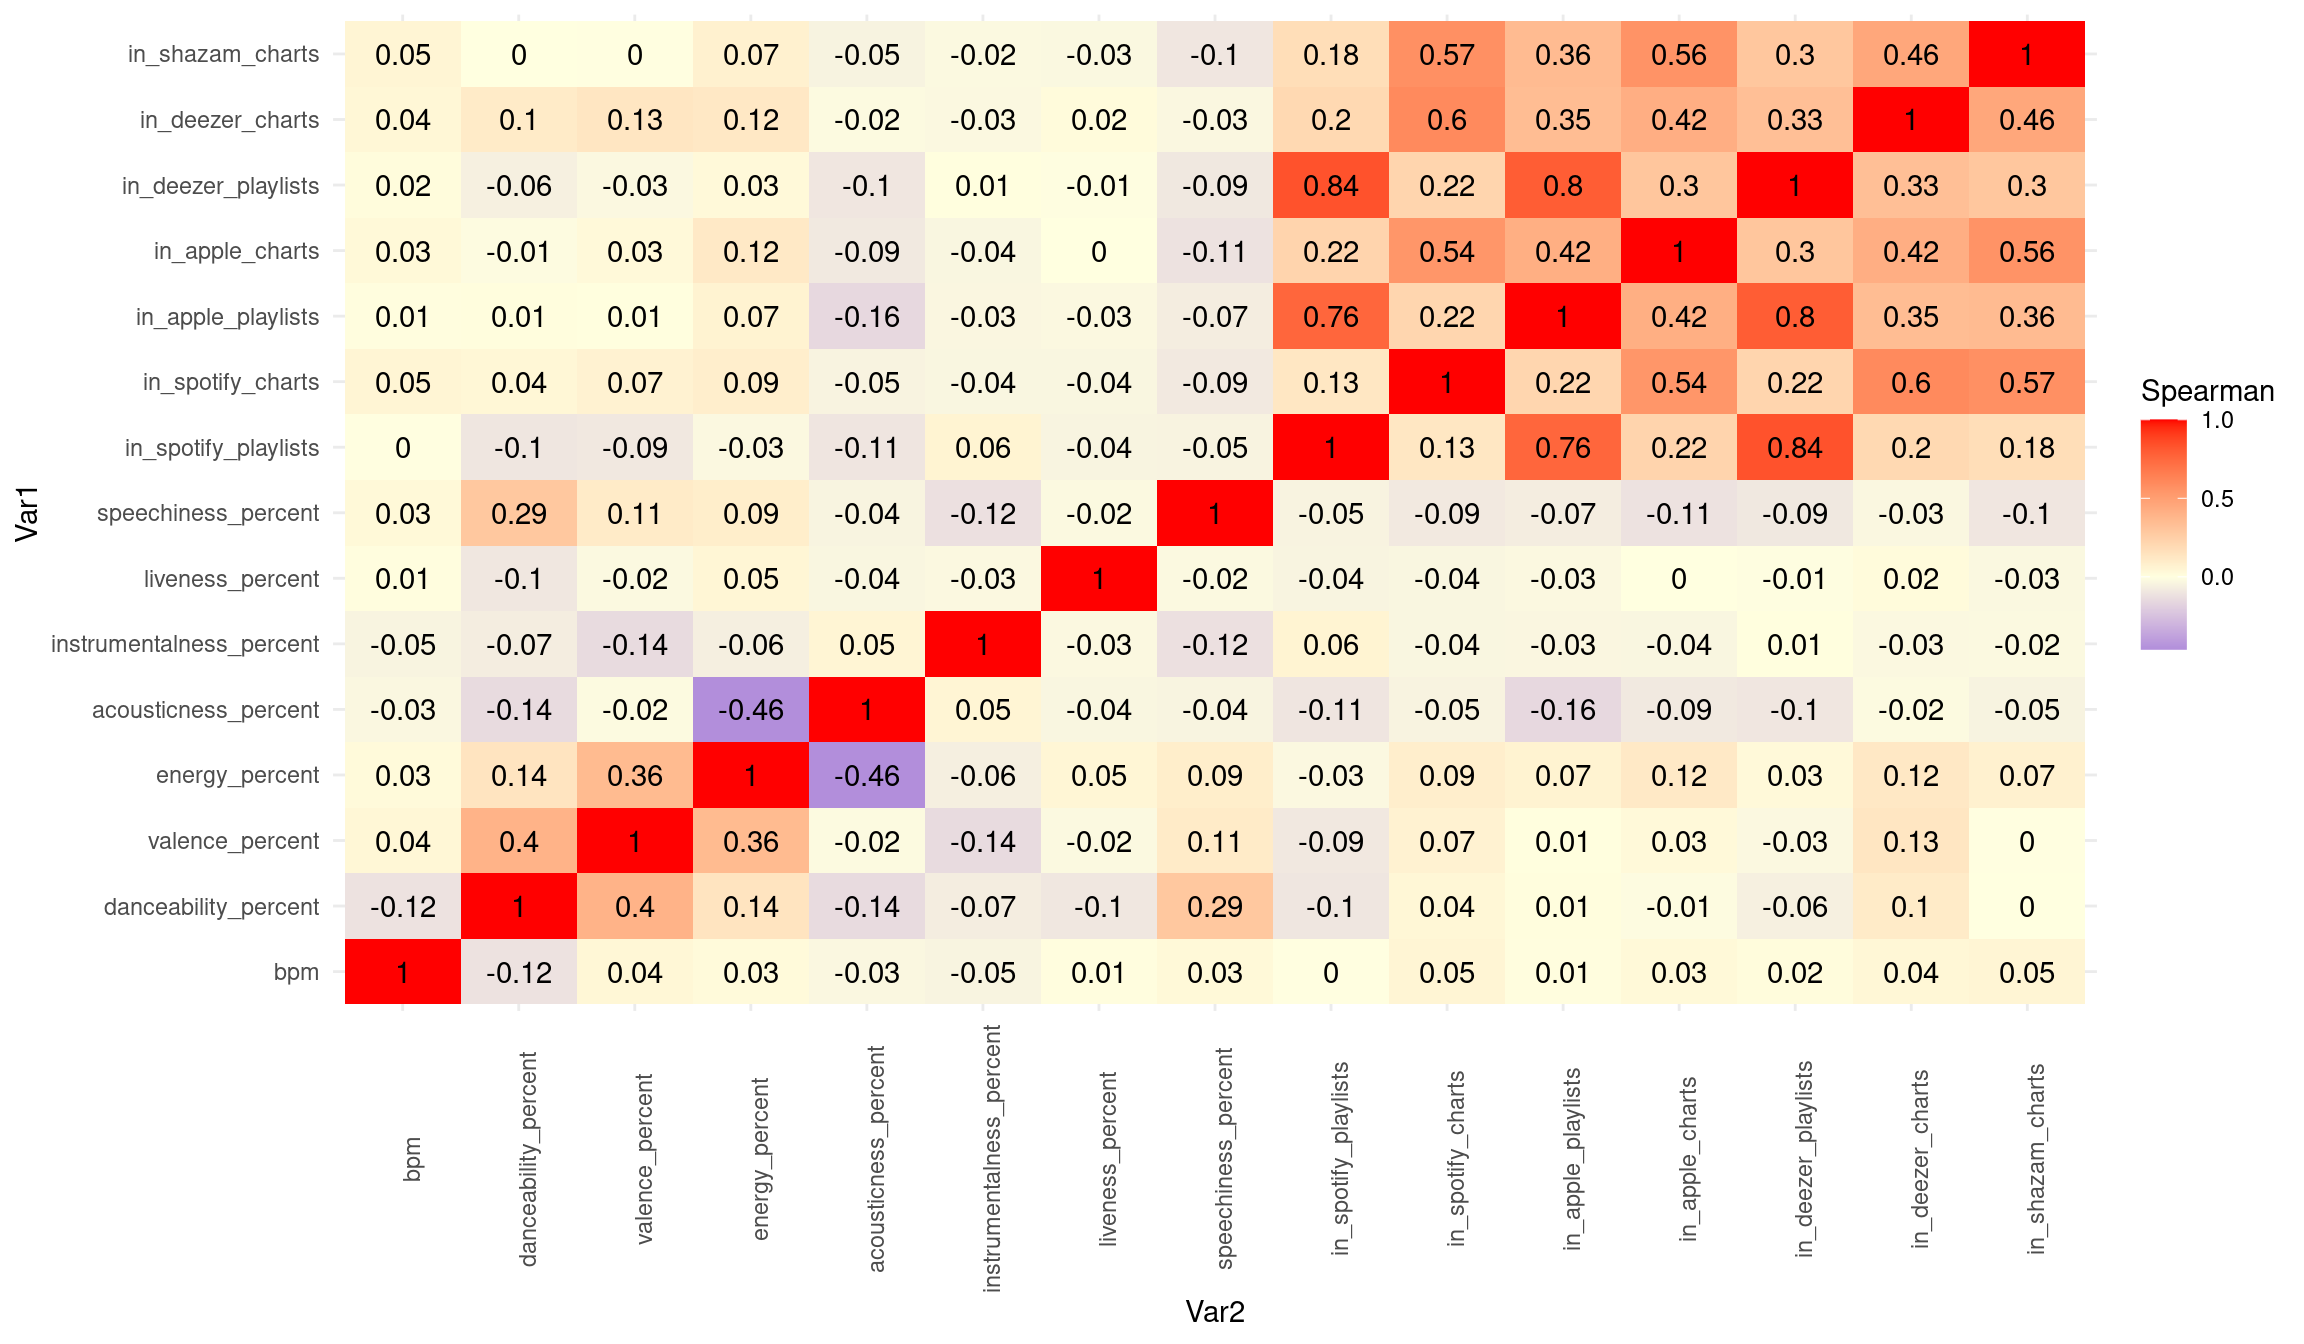 in_shazam_charts 0.05 0 0 0.07 -0.05 -0.02 -0.03 -0.1 0.18 0.57 0.36 0.56 0.3 0.46 1
in_deezer_charts 0.04 0.1 0.13 0.12 -0.02 -0.03 0.02 -0.03 0.2 0.6 0.35 0.42 0.33 1 0.46
in_deezer_playlists 0.02 -0.06 -0.03 0.03 -0.1 0.01 -0.01 -0.09 0.84 0.22 0.8 0.3 1 0.33 0.3
in_apple_charts 0.03 -0.01 0.03 0.12 -0.09 -0.04 0 -0.11 0.22 0.54 0.42 1 0.3 0.42 0.56
in_apple_playlists 0.01 0.01 0.01 0.07 -0.16 -0.03 -0.03 -0.07 0.76 0.22 1 0.42 0.8 0.35 0.36
in_spotify_charts 0.05 0.04 0.07 0.09 -0.05 -0.04 -0.04 -0.09 0.13 1 0.22 0.54 0.22 0.6 0.57
in_spotify_playlists 0 -0.1 -0.09 -0.03 -0.11 0.06 -0.04 -0.05 1 0.13 0.76 0.22 0.84 0.2 0.18
speechiness_percent 0.03 0.29 0.11 0.09 -0.04 -0.12 -0.02 1 -0.05 -0.09 -0.07 -0.11 -0.09 -0.03 -0.1
liveness_percent 0.01 -0.1 -0.02 0.05 -0.04 -0.03 1 -0.02 -0.04 -0.04 -0.03 0 -0.01 0.02 -0.03
instrumentalness_percent -0.05 -0.07 -0.14 -0.06 0.05 1 -0.03 -0.12 0.06 -0.04 -0.03 -0.04 0.01 -0.03 -0.02
acousticness_percent -0.03 -0.14 -0.02 -0.46 1 0.05 -0.04 -0.04 -0.11 -0.05 -0.16 -0.09 -0.1 -0.02 -0.05
energy_percent 0.03 0.14 0.36 1 -0.46 -0.06 0.05 0.09 -0.03 0.09 0.07 0.12 0.03 0.12 0.07
valence_percent 0.04 0.4 1 0.36 -0.02 -0.14 -0.02 0.11 -0.09 0.07 0.01 0.03 -0.03 0.13 0
danceability_percent -0.12 1 0.4 0.14 -0.14 -0.07 -0.1 0.29 -0.1 0.04 0.01 -0.01 -0.06 0.1 0
bpm 1 -0.12 0.04 0.03 -0.03 -0.05 0.01 0.03 0 0.05 0.01 0.03 0.02 0.04 0.05
Var1
bpm
danceability_percent
valence_percent
energy_percent
acousticness_percent
instrumentalness_percent
liveness_percent
speechiness_percent
in_spotify_playlists
in_spotify_charts
in_apple_playlists
in_apple_charts
in_deezer_playlists
in_deezer_charts
in_shazam_charts
Var2
Spearman
1.0
0.5
0.0